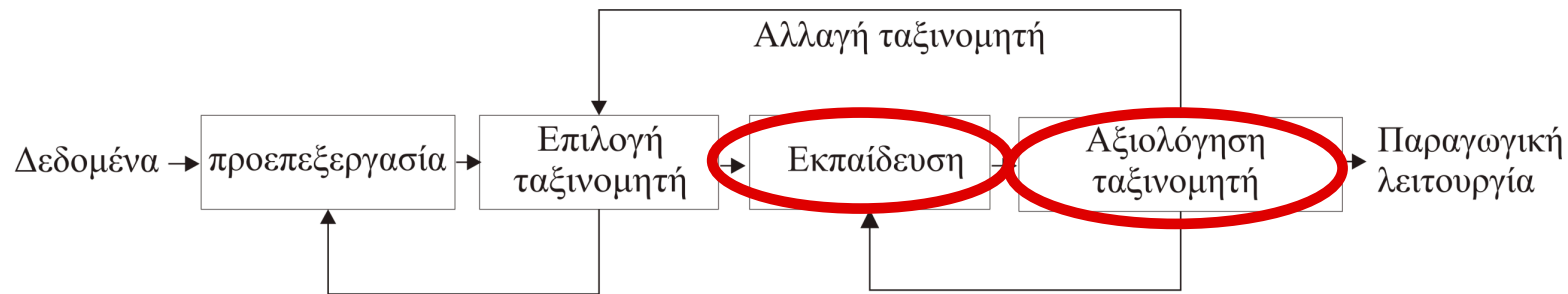 Αλλαγή ταξινομητή
Δεδομένα
προεπεξεργασία
Επιλογή
ταξινομητή
Εκπαίδευση
Αξιολόγηση
ταξινομητή
Παραγωγική
λειτουργία